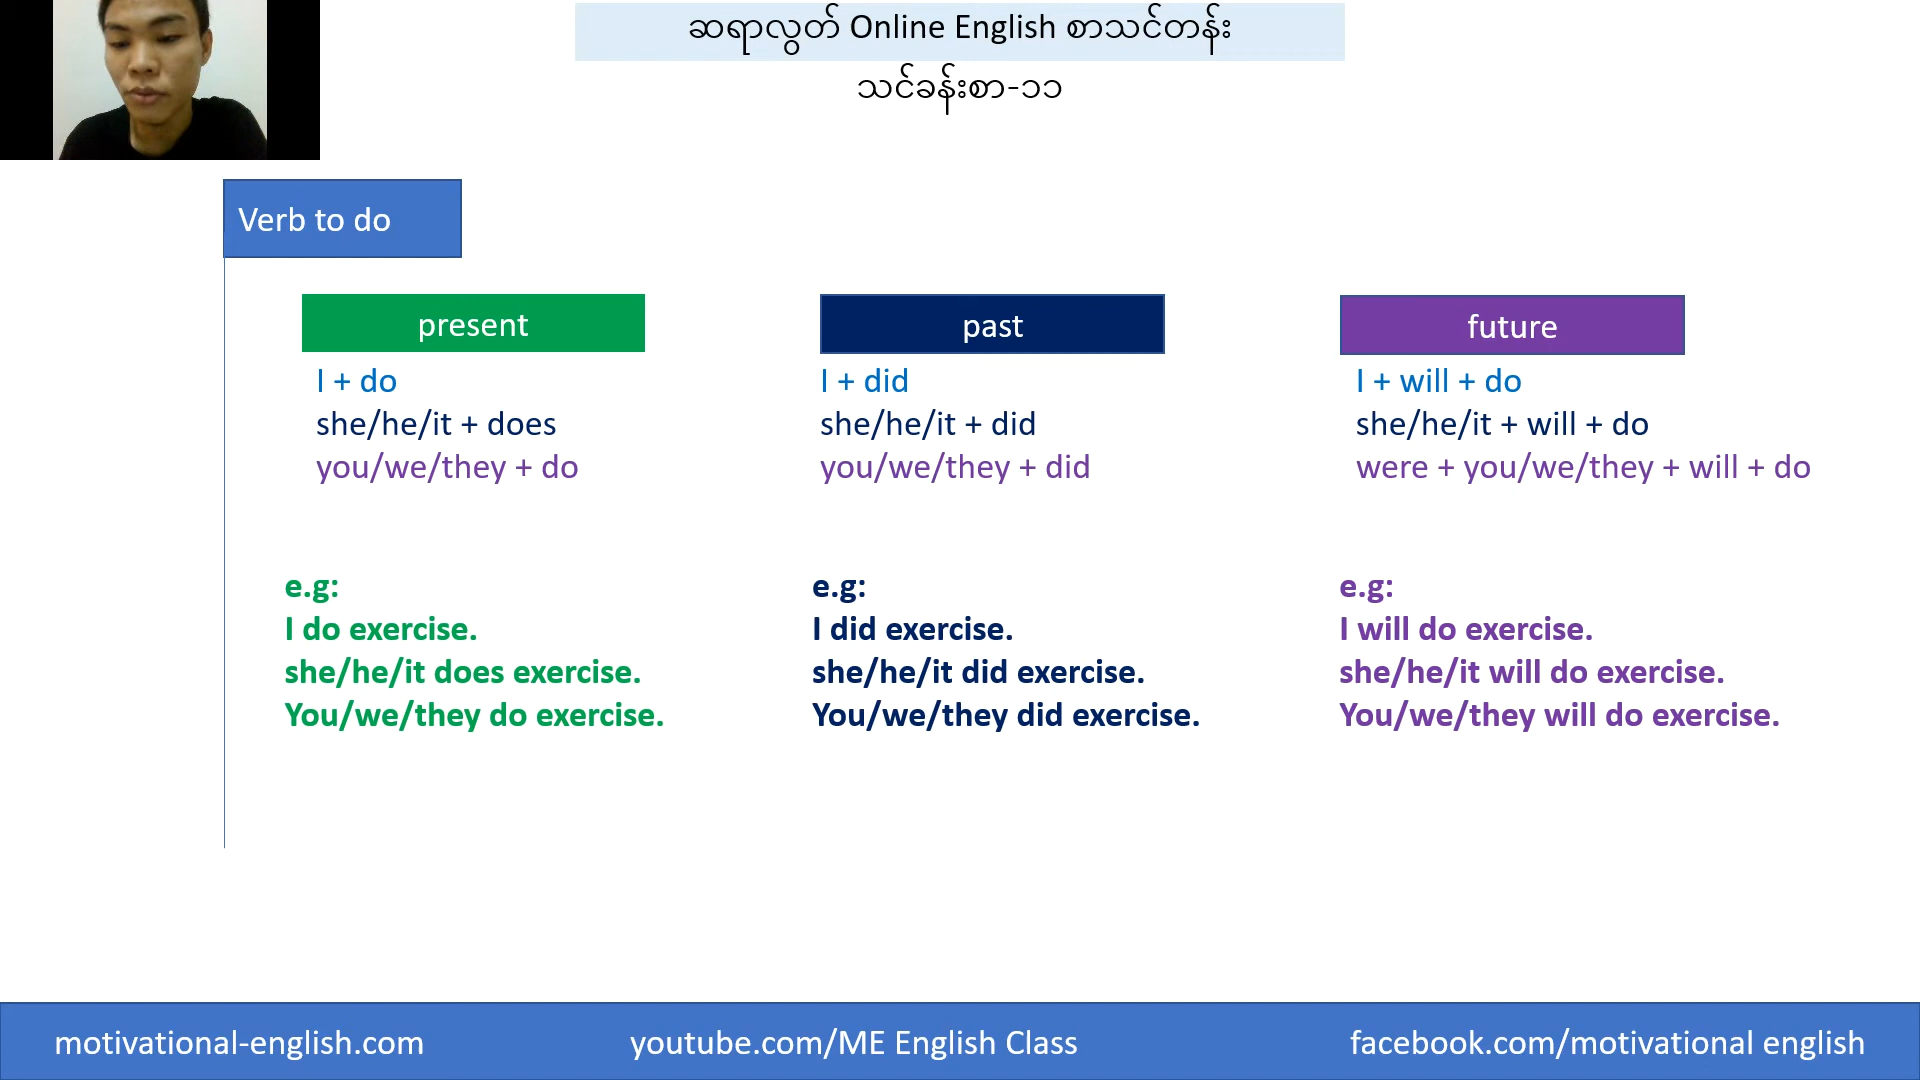 ဆရာလွတ် Online English စာသင်တန်း
သင်ခန်းစာ-၁၁
Verb to do
present
I + do
she/he/it + does
you/we/they + do
past
I + did
she/he/it + did
you/we/they + did
future
I + will + do
she/he/it + will + do
were + you/we/they + will + do
e.g:
I do exercise.
she/he/it does exercise.
You/we/they do exercise.
e.g:
I did exercise.
she/he/it did exercise.
You/we/they did exercise.
e.g:
I will do exercise.
she/he/it will do exercise.
You/we/they will do exercise.
motivational-english.com
youtube.com/ME English Class
facebook.com/motivational english